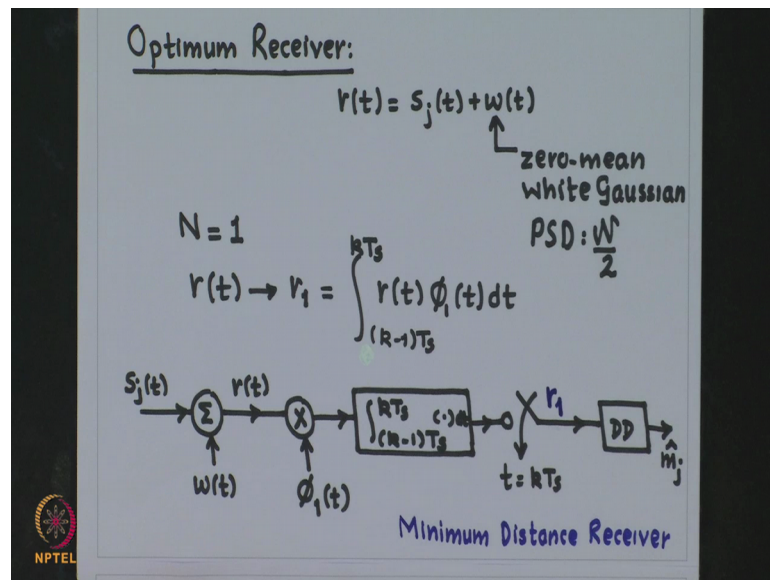 Optimum Receiver:
r(t) = sj(t) + w(t)
zero-mean
white Gaussian
PSD: N/2
N = 1
r(t) → r1 = ∫_(k-1)Ts^kTs r(t) ϕ1(t) dt
sj(t) Σ r(t) X ∫_(k-1)Ts^kTs (·) dt r1 DD m̂j
w(t) ϕ1(t) t = kTs
Minimum Distance Receiver
NPTEL